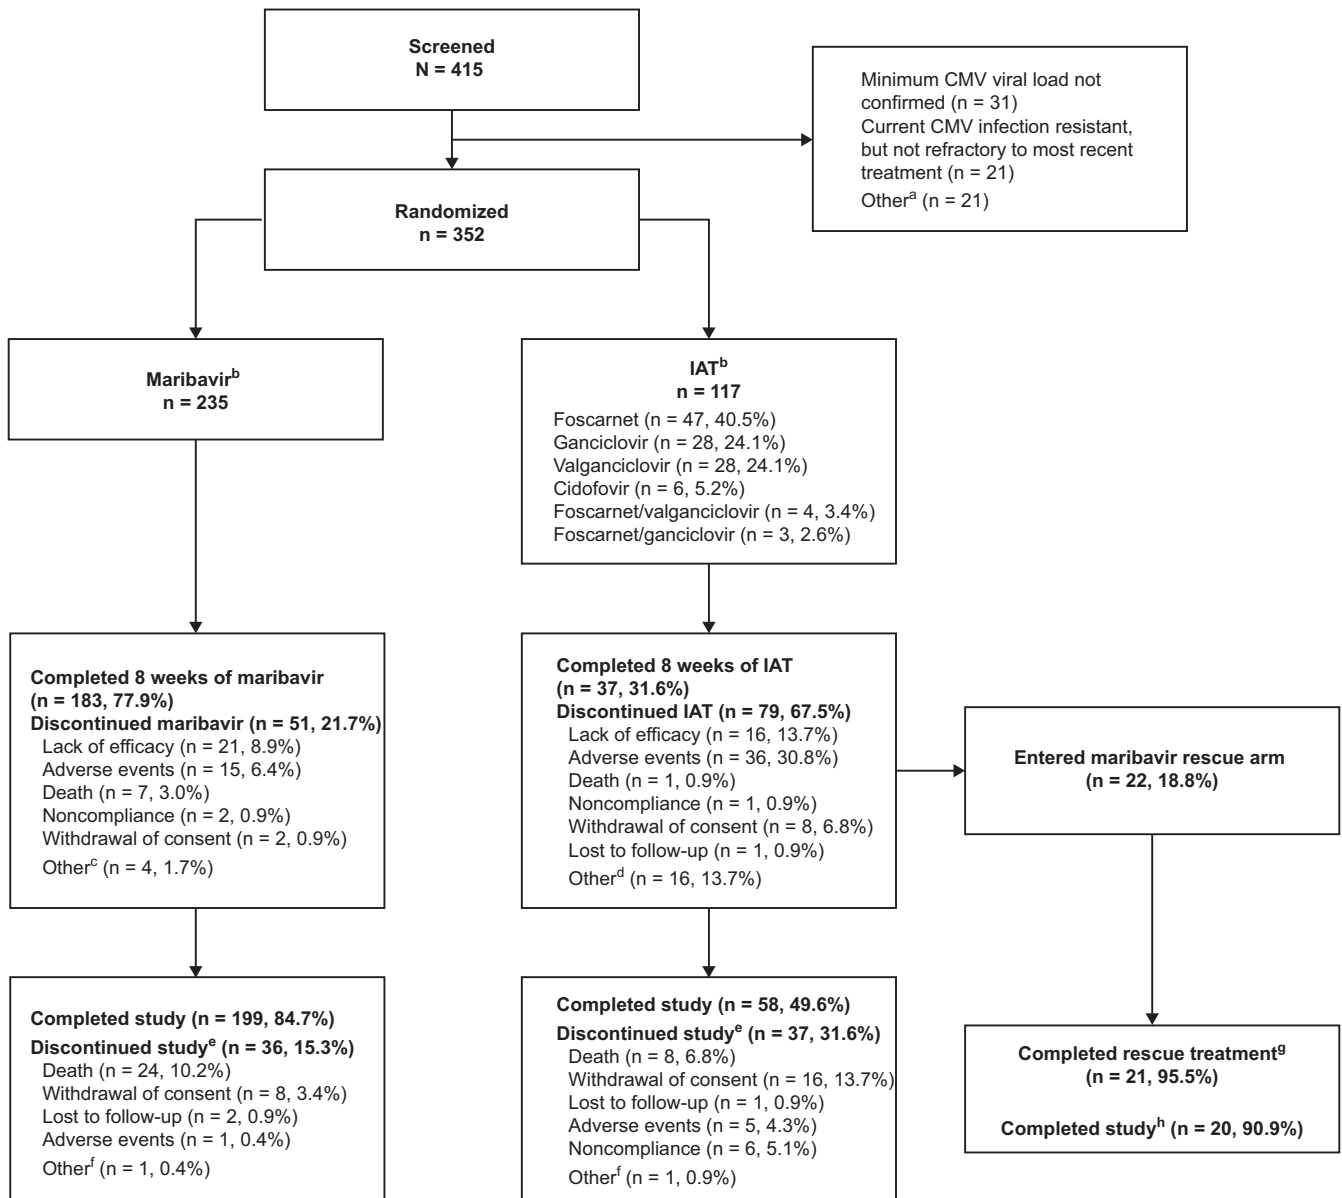 Screened
N = 415
Minimum CMV viral load not
confirmed (n = 31)
Current CMV infection resistant,
but not refractory to most recent
treatment (n = 21)
Otherᵃ (n = 21)
Randomized
n = 352
Maribavirᵇ
n = 235
IATᵇ
n = 117
Foscarnet (n = 47, 40.5%)
Ganciclovir (n = 28, 24.1%)
Valganciclovir (n = 28, 24.1%)
Cidofovir (n = 6, 5.2%)
Foscarnet/valganciclovir (n = 4, 3.4%)
Foscarnet/ganciclovir (n = 3, 2.6%)
Completed 8 weeks of maribavir
(n = 183, 77.9%)
Discontinued maribavir (n = 51, 21.7%)
Lack of efficacy (n = 21, 8.9%)
Adverse events (n = 15, 6.4%)
Death (n = 7, 3.0%)
Noncompliance (n = 2, 0.9%)
Withdrawal of consent (n = 2, 0.9%)
Otherᶜ (n = 4, 1.7%)
Completed 8 weeks of IAT
(n = 37, 31.6%)
Discontinued IAT (n = 79, 67.5%)
Lack of efficacy (n = 16, 13.7%)
Adverse events (n = 36, 30.8%)
Death (n = 1, 0.9%)
Noncompliance (n = 1, 0.9%)
Withdrawal of consent (n = 8, 6.8%)
Lost to follow-up (n = 1, 0.9%)
Otherᵈ (n = 16, 13.7%)
Entered maribavir rescue arm
(n = 22, 18.8%)
Completed study (n = 199, 84.7%)
Discontinued studyᵉ (n = 36, 15.3%)
Death (n = 24, 10.2%)
Withdrawal of consent (n = 8, 3.4%)
Lost to follow-up (n = 2, 0.9%)
Adverse events (n = 1, 0.4%)
Otherᶠ (n = 1, 0.4%)
Completed study (n = 58, 49.6%)
Discontinued studyᵉ (n = 37, 31.6%)
Death (n = 8, 6.8%)
Withdrawal of consent (n = 16, 13.7%)
Lost to follow-up (n = 1, 0.9%)
Adverse events (n = 5, 4.3%)
Noncompliance (n = 6, 5.1%)
Otherᶠ (n = 1, 0.9%)
Completed rescue treatmentᵍ
(n = 21, 95.5%)
Completed studyʰ (n = 20, 90.9%)